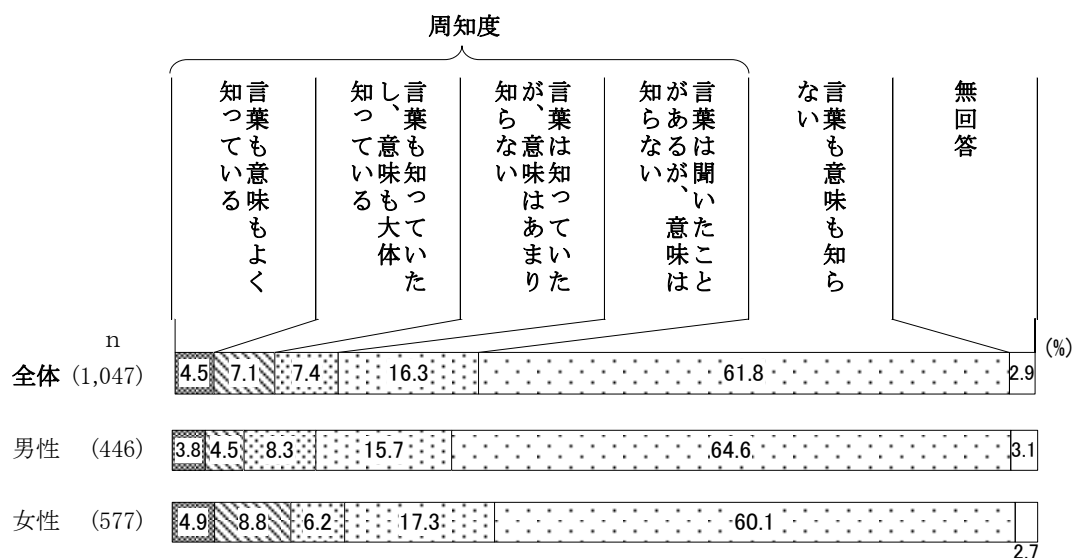 周知度
言葉も意味もよく
知っている
言葉も知っていた
し、意味も大体
知っている
言葉は知っていた
が、意味はあまり
知らない
言葉は聞いたこと
があるが、意味は
知らない
言葉も意味も知ら
ない
無回答
n
(%)
全体 (1,047) 4.5 7.1 7.4 16.3 61.8 2.9
男性 (446) 3.8 4.5 8.3 15.7 64.6 3.1
女性 (577) 4.9 8.8 6.2 17.3 60.1 2.7